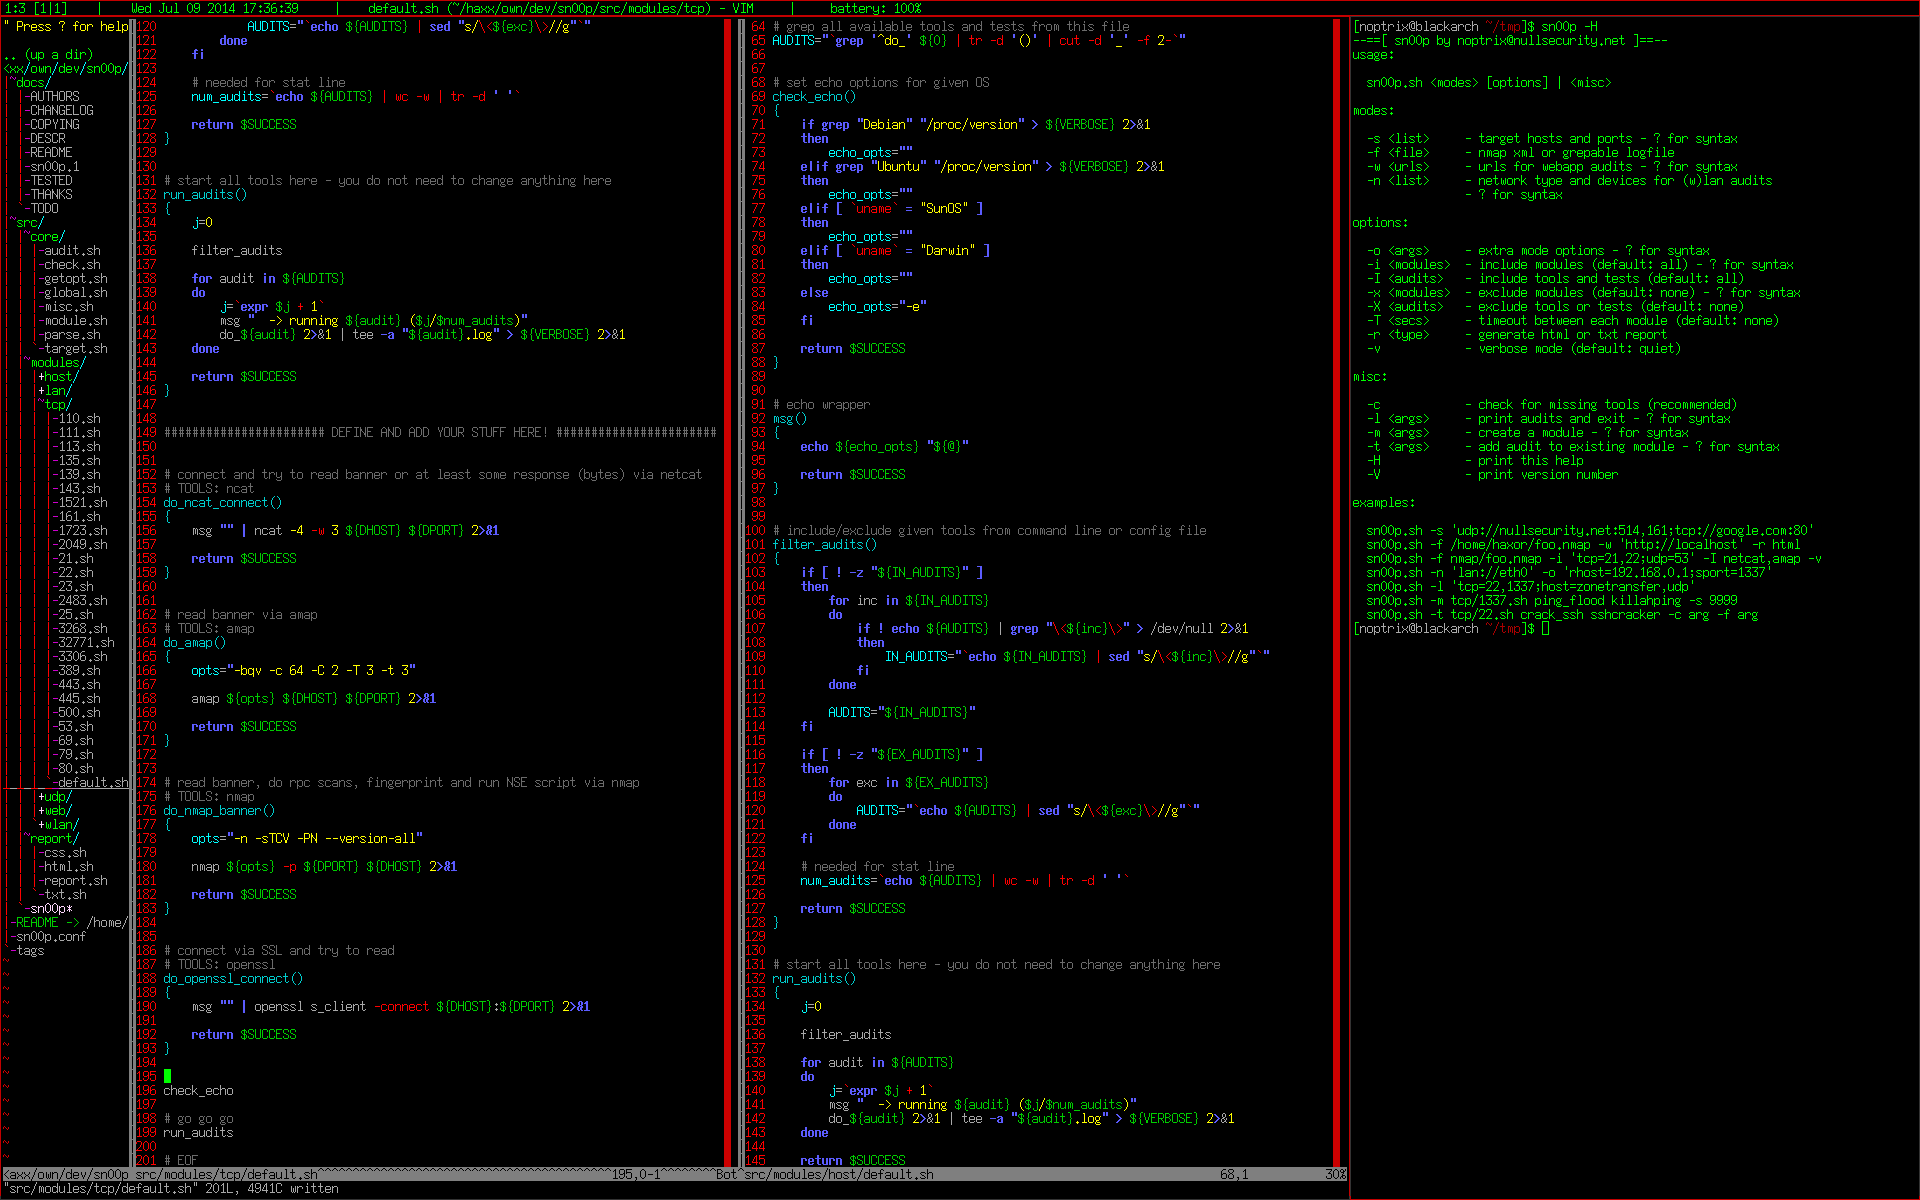 1:3 [1|1]    |    Wed Jul 09 2014 17:36:39    |    default.sh (~/haxx/own/dev/sn00p/src/modules/tcp) - VIM    |    battery: 100%
" Press ? for help
.. (up a dir)
<xx/own/dev/sn00p/
~docs/
-AUTHORS
-CHANGELOG
-COPYING
-DESCR
-README
-sn00p.1
-TESTED
-THANKS
-TODO
~src/
~core/
-audit.sh
-check.sh
-getopt.sh
-global.sh
-misc.sh
-module.sh
-parse.sh
-target.sh
~modules/
+host/
+lan/
~tcp/
-110.sh
-111.sh
-113.sh
-135.sh
-139.sh
-143.sh
-1521.sh
-161.sh
-1723.sh
-2049.sh
-21.sh
-22.sh
-23.sh
-2483.sh
-25.sh
-3268.sh
-32771.sh
-3306.sh
-389.sh
-443.sh
-445.sh
-500.sh
-53.sh
-69.sh
-79.sh
-80.sh
-default.sh
+udp/
+web/
+wlan/
~report/
-css.sh
-html.sh
-report.sh
-txt.sh
-sn00p*
-README -> /home/
-sn00p.conf
-tags
120             AUDITS="`echo ${AUDITS} | sed "s/\<${exc}\>//g"`"
121         done
122     fi
123
124     # needed for stat line
125     num_audits=`echo ${AUDITS} | wc -w | tr -d ' '`
126
127     return $SUCCESS
128 }
129
130
131 # start all tools here - you do not need to change anything here
132 run_audits()
133 {
134     j=0
135
136     filter_audits
137
138     for audit in ${AUDITS}
139     do
140         j=`expr $j + 1`
141         msg "  -> running ${audit} ($j/$num_audits)"
142         do_${audit} 2>&1 | tee -a "${audit}.log" > ${VERBOSE} 2>&1
143     done
144
145     return $SUCCESS
146 }
147
148
149 ####################### DEFINE AND ADD YOUR STUFF HERE! #######################
150
151
152 # connect and try to read banner or at least some response (bytes) via netcat
153 # TOOLS: ncat
154 do_ncat_connect()
155 {
156     msg "" | ncat -4 -w 3 ${DHOST} ${DPORT} 2>&1
157
158     return $SUCCESS
159 }
160
161
162 # read banner via amap
163 # TOOLS: amap
164 do_amap()
165 {
166     opts="-bqv -c 64 -C 2 -T 3 -t 3"
167
168     amap ${opts} ${DHOST} ${DPORT} 2>&1
169
170     return $SUCCESS
171 }
172
173
174 # read banner, do rpc scans, fingerprint and run NSE script via nmap
175 # TOOLS: nmap
176 do_nmap_banner()
177 {
178     opts="-n -sTCV -PN --version-all"
179
180     nmap ${opts} -p ${DPORT} ${DHOST} 2>&1
181
182     return $SUCCESS
183 }
184
185
186 # connect via SSL and try to read
187 # TOOLS: openssl
188 do_openssl_connect()
189 {
190     msg "" | openssl s_client -connect ${DHOST}:${DPORT} 2>&1
191
192     return $SUCCESS
193 }
194
195
196 check_echo
197
198 # go go go
199 run_audits
200
201 # EOF
64 # grep all available tools and tests from this file
65 AUDITS="`grep '^do_' ${0} | tr -d '()' | cut -d '_' -f 2-`"
66
67
68 # set echo options for given OS
69 check_echo()
70 {
71     if grep "Debian" "/proc/version" > ${VERBOSE} 2>&1
72     then
73         echo_opts=""
74     elif grep "Ubuntu" "/proc/version" > ${VERBOSE} 2>&1
75     then
76         echo_opts=""
77     elif [ `uname` = "SunOS" ]
78     then
79         echo_opts=""
80     elif [ `uname` = "Darwin" ]
81     then
82         echo_opts=""
83     else
84         echo_opts="-e"
85     fi
86
87     return $SUCCESS
88 }
89
90
91 # echo wrapper
92 msg()
93 {
94     echo ${echo_opts} "${@}"
95
96     return $SUCCESS
97 }
98
99
100 # include/exclude given tools from command line or config file
101 filter_audits()
102 {
103     if [ ! -z "${IN_AUDITS}" ]
104     then
105         for inc in ${IN_AUDITS}
106         do
107             if ! echo ${AUDITS} | grep "\<${inc}\>" > /dev/null 2>&1
108             then
109                 IN_AUDITS="`echo ${IN_AUDITS} | sed "s/\<${inc}\>//g"`"
110             fi
111         done
112
113         AUDITS="${IN_AUDITS}"
114     fi
115
116     if [ ! -z "${EX_AUDITS}" ]
117     then
118         for exc in ${EX_AUDITS}
119         do
120             AUDITS="`echo ${AUDITS} | sed "s/\<${exc}\>//g"`"
121         done
122     fi
123
124     # needed for stat line
125     num_audits=`echo ${AUDITS} | wc -w | tr -d ' '`
126
127     return $SUCCESS
128 }
129
130
131 # start all tools here - you do not need to change anything here
132 run_audits()
133 {
134     j=0
135
136     filter_audits
137
138     for audit in ${AUDITS}
139     do
140         j=`expr $j + 1`
141         msg "  -> running ${audit} ($j/$num_audits)"
142         do_${audit} 2>&1 | tee -a "${audit}.log" > ${VERBOSE} 2>&1
143     done
144
145     return $SUCCESS
<axx/own/dev/sn00p src/modules/tcp/default.sh^^^^^^^^^^^^^^^^^^^^^^^^^^^^^^^^^^^^^^^^^^195,0-1^^^^^^^^Bot^src/modules/host/default.sh    68,1    30%
"src/modules/tcp/default.sh" 201L, 4941C written
[noptrix@blackarch ~/tmp]$ sn00p -H
--==[ sn00p by noptrix@nullsecurity.net ]==--
usage:
  sn00p.sh <modes> [options] | <misc>
modes:
  -s <list>     - target hosts and ports - ? for syntax
  -f <file>     - nmap xml or grepable logfile
  -w <urls>     - urls for webapp audits - ? for syntax
  -n <list>     - network type and devices for (w)lan audits
                - ? for syntax
options:
  -o <args>     - extra mode options - ? for syntax
  -i <modules>  - include modules (default: all) - ? for syntax
  -I <audits>   - include tools and tests (default: all)
  -x <modules>  - exclude modules (default: none) - ? for syntax
  -X <audits>   - exclude tools or tests (default: none)
  -T <secs>     - timeout between each module (default: none)
  -r <type>     - generate html or txt report
  -v            - verbose mode (default: quiet)
misc:
  -c            - check for missing tools (recommended)
  -l <args>     - print audits and exit - ? for syntax
  -m <args>     - create a module - ? for syntax
  -t <args>     - add audit to existing module - ? for syntax
  -H            - print this help
  -V            - print version number
examples:
  sn00p.sh -s 'udp://nullsecurity.net:514,161;tcp://google.com:80'
  sn00p.sh -f /home/haxor/foo.nmap -w 'http://localhost' -r html
  sn00p.sh -f nmap/foo.nmap -i 'tcp=21,22;udp=53' -I netcat,amap -v
  sn00p.sh -n 'lan://eth0' -o 'rhost=192.168.0.1;sport=1337'
  sn00p.sh -l 'tcp=22,1337;host=zonetransfer,udp'
  sn00p.sh -m tcp/1337.sh ping_flood killahping -s 9999
  sn00p.sh -t tcp/22.sh crack_ssh sshcracker -c arg -f arg
[noptrix@blackarch ~/tmp]$